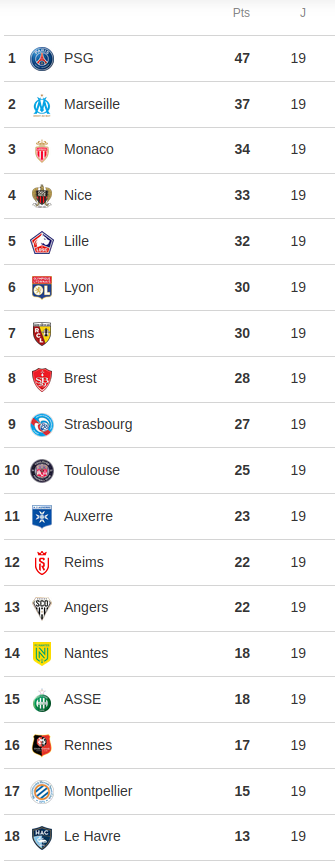 Pts J
1 PSG 47 19
2 Marseille 37 19
3 Monaco 34 19
4 Nice 33 19
5 Lille 32 19
6 Lyon 30 19
7 Lens 30 19
8 Brest 28 19
9 Strasbourg 27 19
10 Toulouse 25 19
11 Auxerre 23 19
12 Reims 22 19
13 Angers 22 19
14 Nantes 18 19
15 ASSE 18 19
16 Rennes 17 19
17 Montpellier 15 19
18 Le Havre 13 19